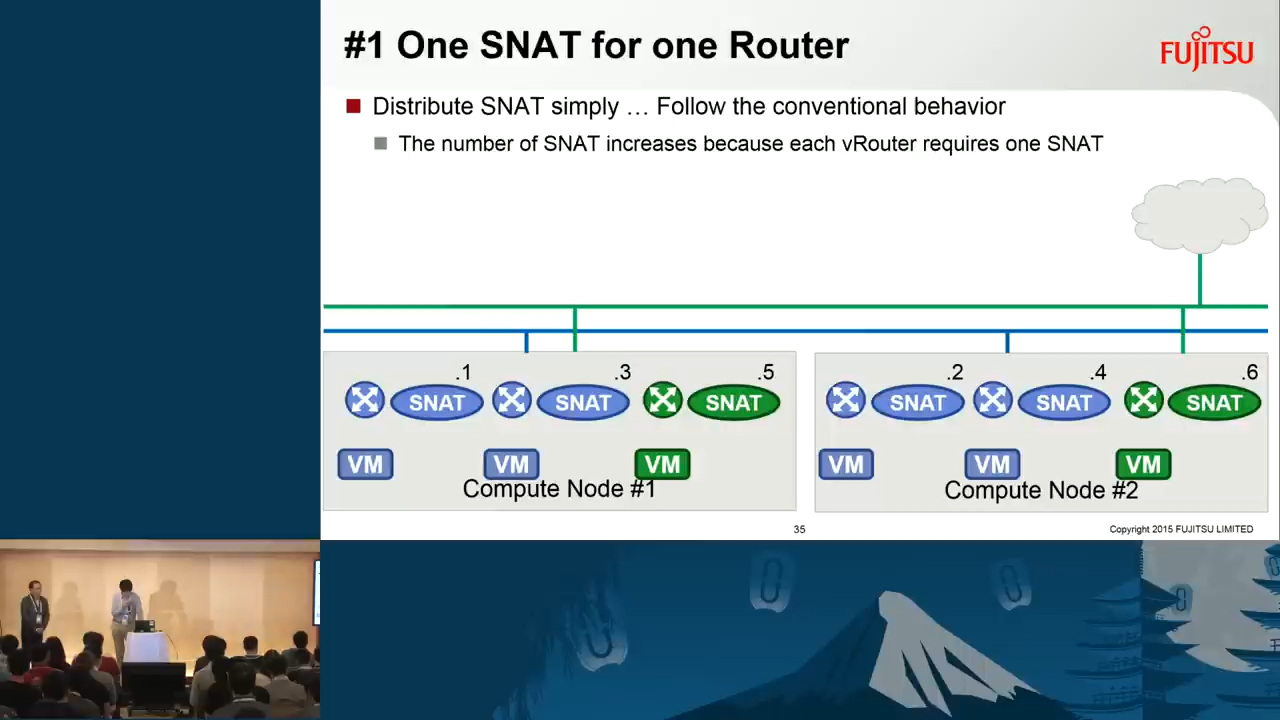 #1 One SNAT for one Router
FUJITSU
Distribute SNAT simply … Follow the conventional behavior
The number of SNAT increases because each vRouter requires one SNAT
.1 .3 .5 .2 .4 .6
SNAT SNAT SNAT SNAT SNAT SNAT
VM VM VM VM VM VM
Compute Node #1 Compute Node #2
35 Copyright 2015 FUJITSU LIMITED